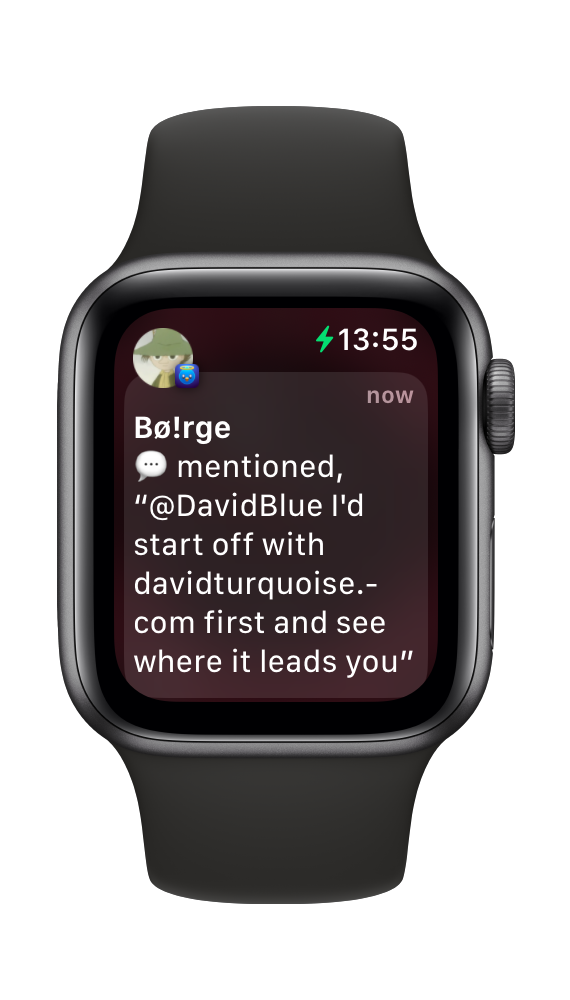 13:55
now
Bø!rge
💬 mentioned,
“@DavidBlue I'd
start off with
davidturquoise.-
com first and see
where it leads you”